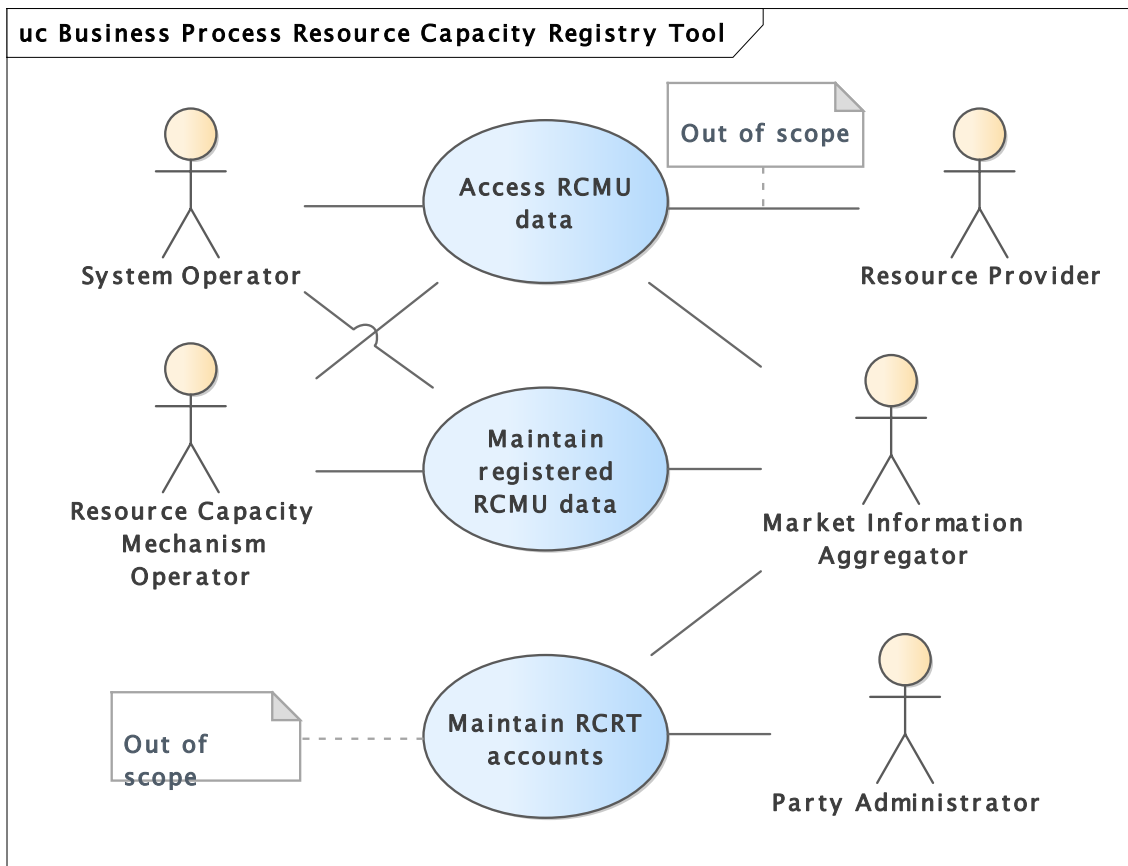 uc Business Process Resource Capacity Registry Tool
Out of scope
Access RCMU
data
System Operator
Resource Provider
Maintain
registered
RCMU data
Resource Capacity
Mechanism
Operator
Market Information
Aggregator
Out of
scope
Maintain RCRT
accounts
Party Administrator